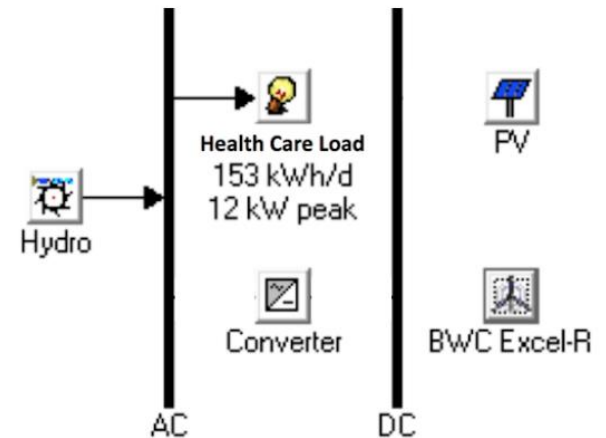 Health Care Load
153 kWh/d
12 kW peak
PV
Hydro
Converter
BWC Excel-R
AC
DC